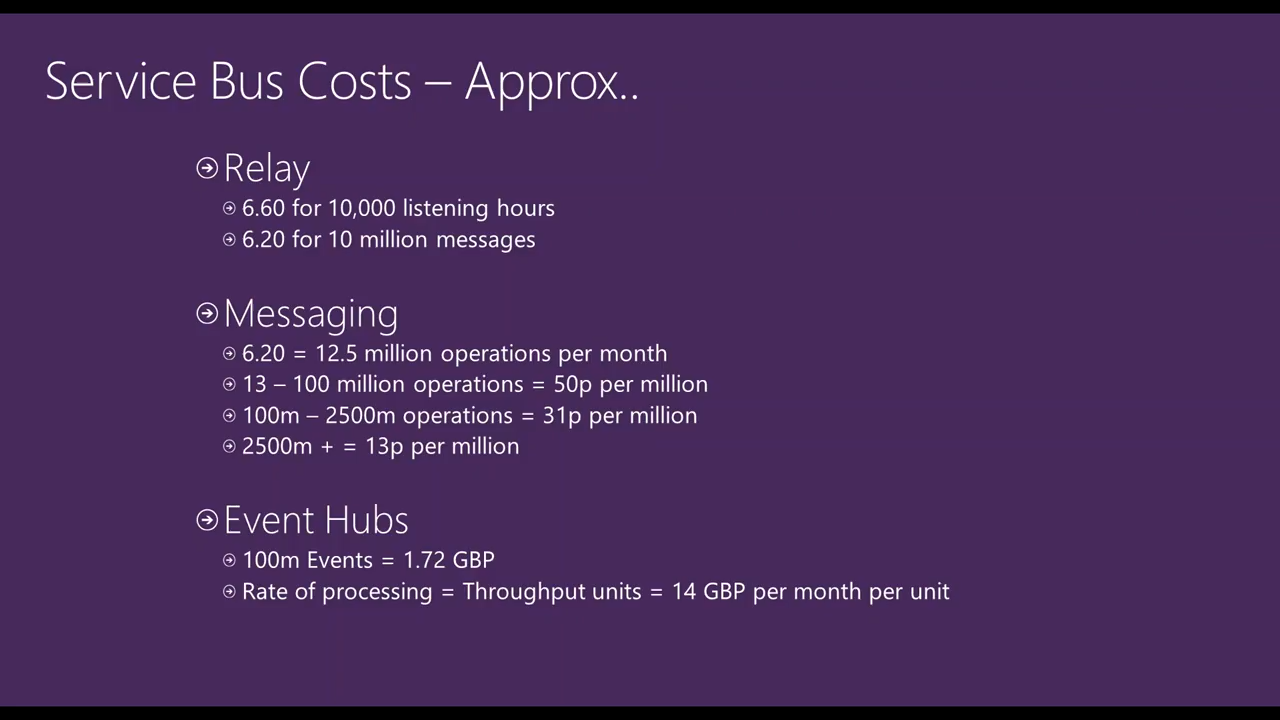 Service Bus Costs – Approx..
Relay
6.60 for 10,000 listening hours
6.20 for 10 million messages
Messaging
6.20 = 12.5 million operations per month
13 – 100 million operations = 50p per million
100m – 2500m operations = 31p per million
2500m + = 13p per million
Event Hubs
100m Events = 1.72 GBP
Rate of processing = Throughput units = 14 GBP per month per unit